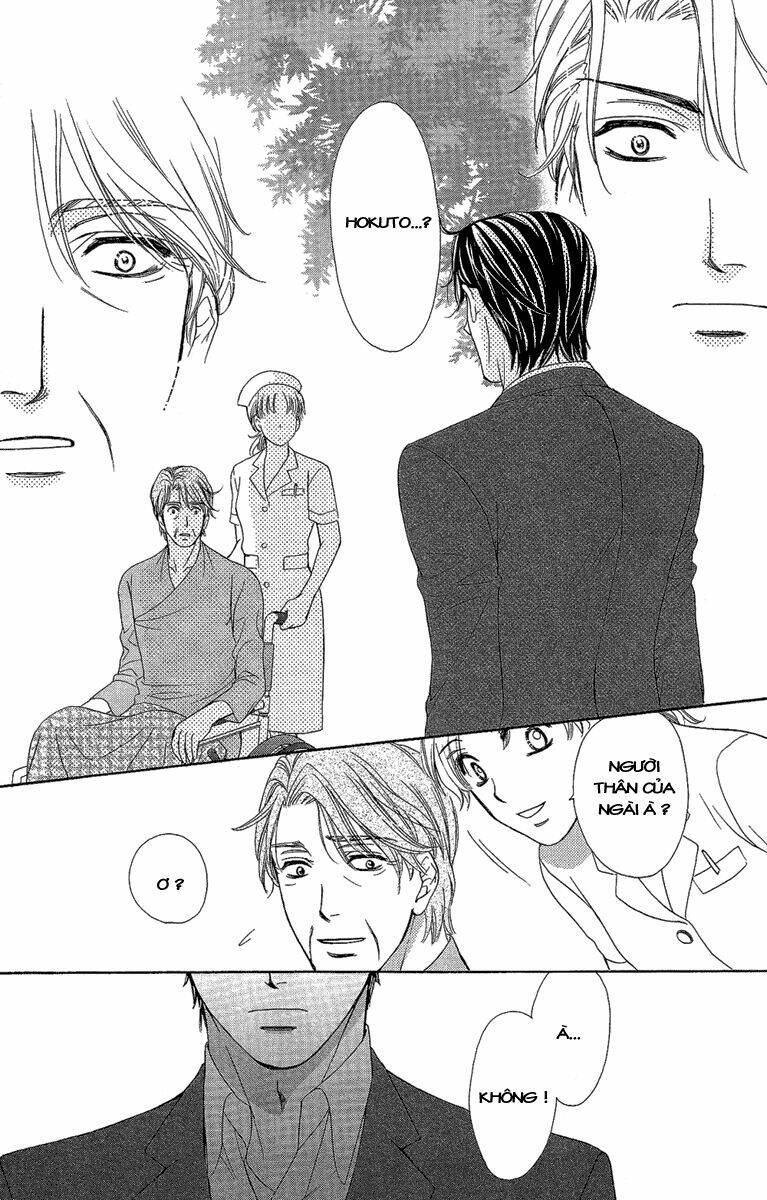 HOKUTO...?
NGƯỜI
THÂN CỦA
NGÀI À ?
Ơ ?
À...
KHÔNG !